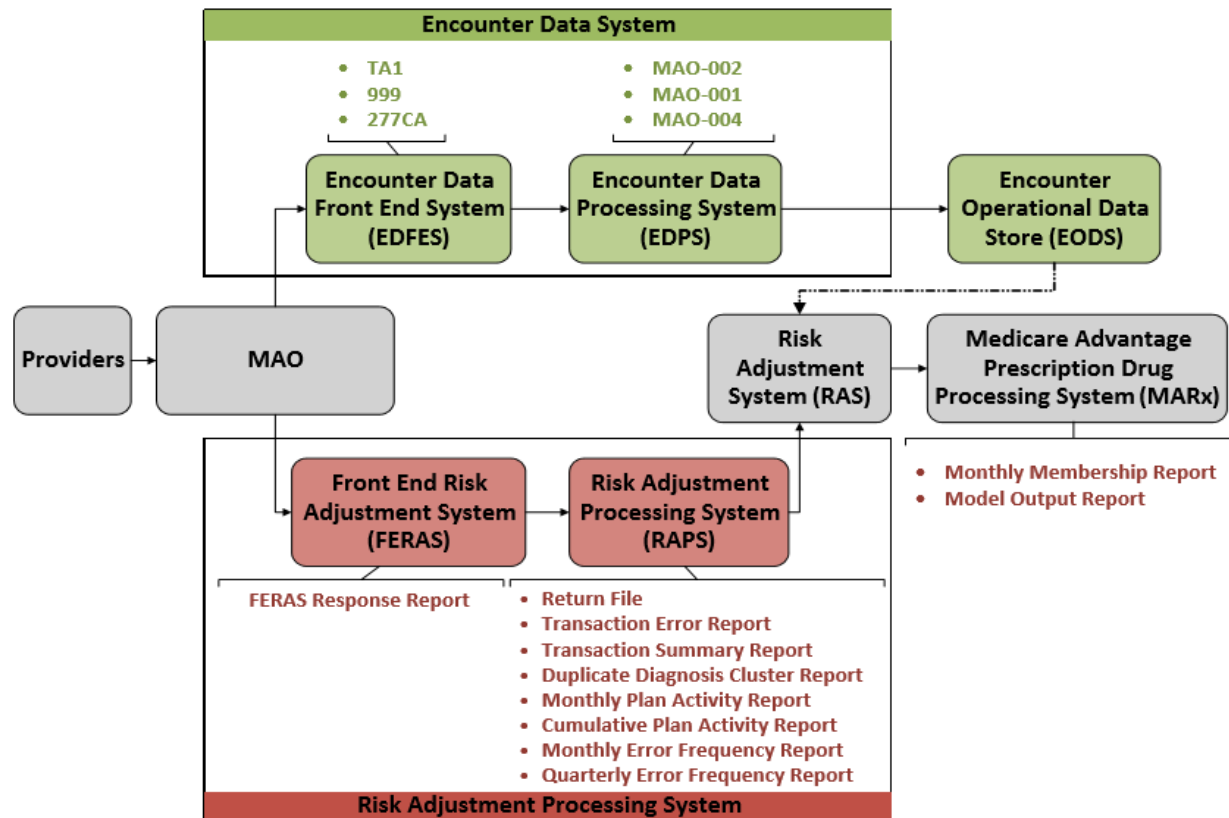 Encounter Data System
• TA1
• 999
• 277CA
• MAO-002
• MAO-001
• MAO-004
Encounter Data
Front End System
(EDFES)
Encounter Data
Processing System
(EDPS)
Encounter
Operational Data
Store (EODS)
Providers
MAO
Risk
Adjustment
System (RAS)
Medicare Advantage
Prescription Drug
Processing System (MARx)
Front End Risk
Adjustment System
(FERAS)
Risk Adjustment
Processing System
(RAPS)
• Monthly Membership Report
• Model Output Report
FERAS Response Report
• Return File
• Transaction Error Report
• Transaction Summary Report
• Duplicate Diagnosis Cluster Report
• Monthly Plan Activity Report
• Cumulative Plan Activity Report
• Monthly Error Frequency Report
• Quarterly Error Frequency Report
Risk Adjustment Processing System